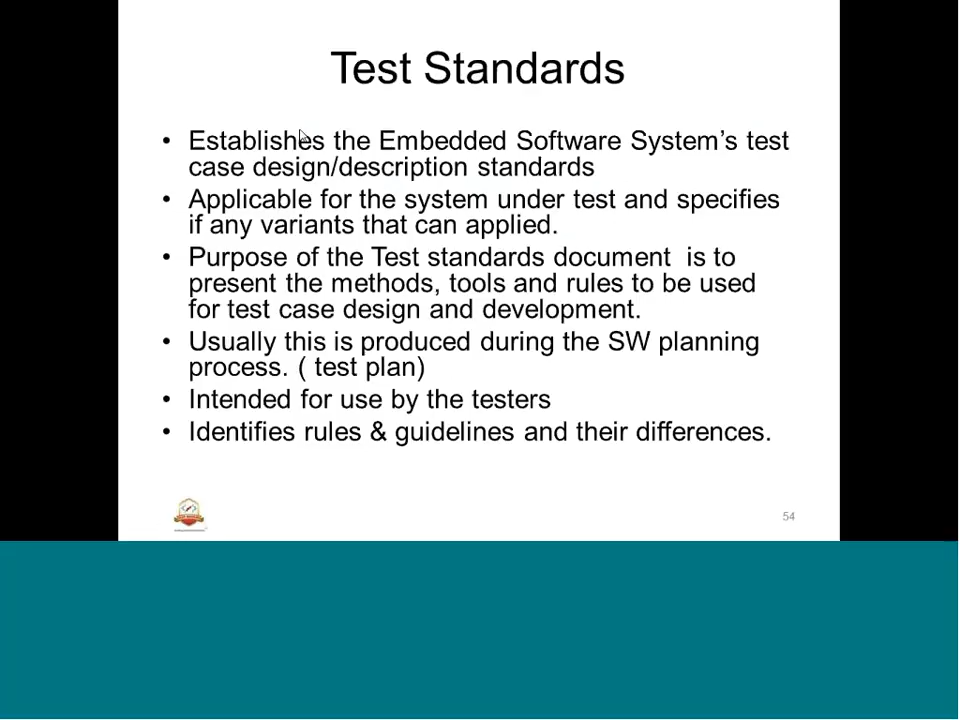 Test Standards
• Establishes the Embedded Software System’s test
case design/description standards
• Applicable for the system under test and specifies
if any variants that can applied.
• Purpose of the Test standards document  is to
present the methods, tools and rules to be used
for test case design and development.
• Usually this is produced during the SW planning
process. ( test plan)
• Intended for use by the testers
• Identifies rules & guidelines and their differences.
54